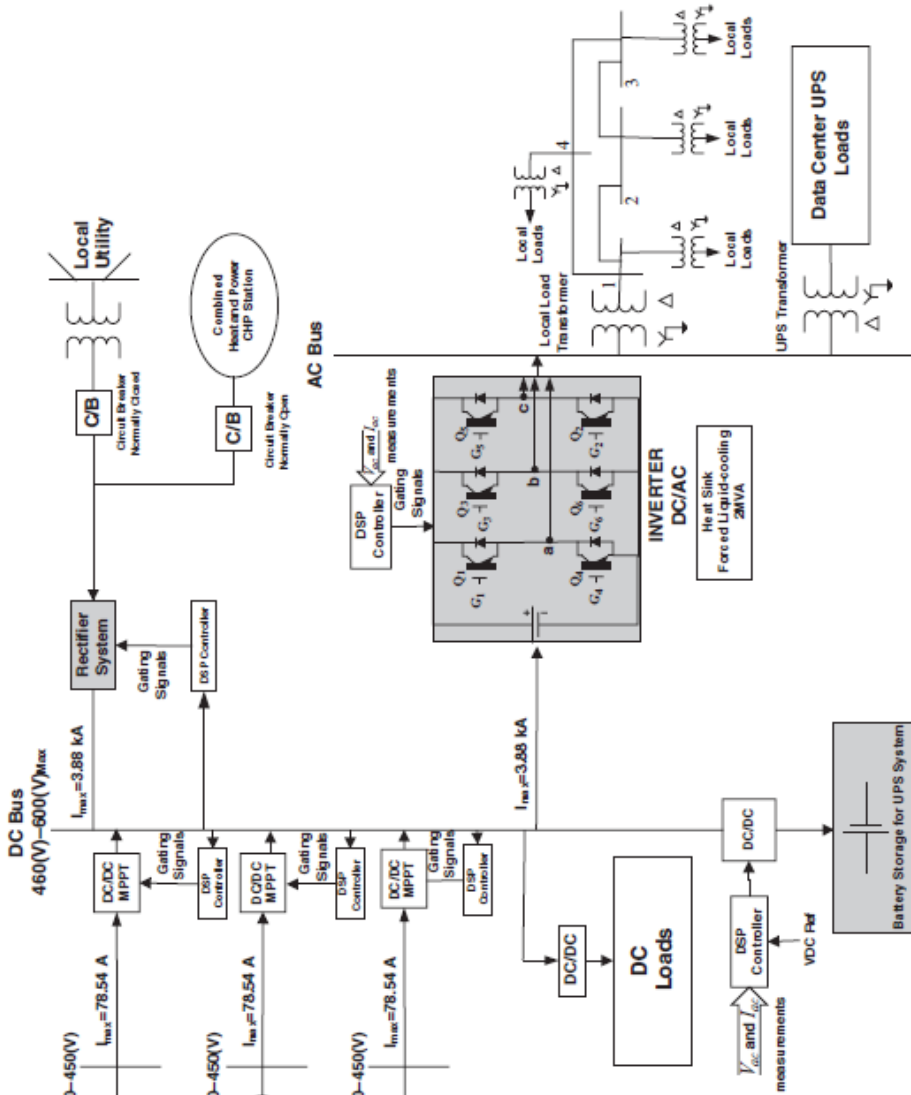 DC Bus
460(V)–600(V)Max
Imax=3.88 kA
Rectifier
System
Gating
Signals
DSP Controller
C/B
Circuit Breaker
Normally Closed
Local
Utility
C/B
Circuit Breaker
Normally Open
Combined
Heat and Power
CHP Station
0–450(V)
Imax=78.54 A
DC/DC
MPPT
Gating
Signals
DSP
Controller
0–450(V)
Imax=78.54 A
DC/DC
MPPT
Gating
Signals
DSP
Controller
0–450(V)
Imax=78.54 A
DC/DC
MPPT
Gating
Signals
DSP
Controller
Imax=3.88 kA
DC/DC
DC
Loads
Vac and Iac
measurements
DSP
Controller
VDC Ref
DC/DC
Battery Storage for UPS System
Vac and Iac
measurements
DSP
Controller
Gating
Signals
+
Q1
G1
Q3
G3
Q5
G5
a
b
c
Q4
G4
Q6
G6
Q2
G2
INVERTER
DC/AC
Heat Sink
Forced Liquid-cooling
2MVA
AC Bus
Local Load
Transformer
Δ
1
2
3
4
Δ
Local
Loads
Δ
Local
Loads
Δ
Local
Loads
Δ
Local
Loads
UPS Transformer
Δ
Data Center UPS
Loads